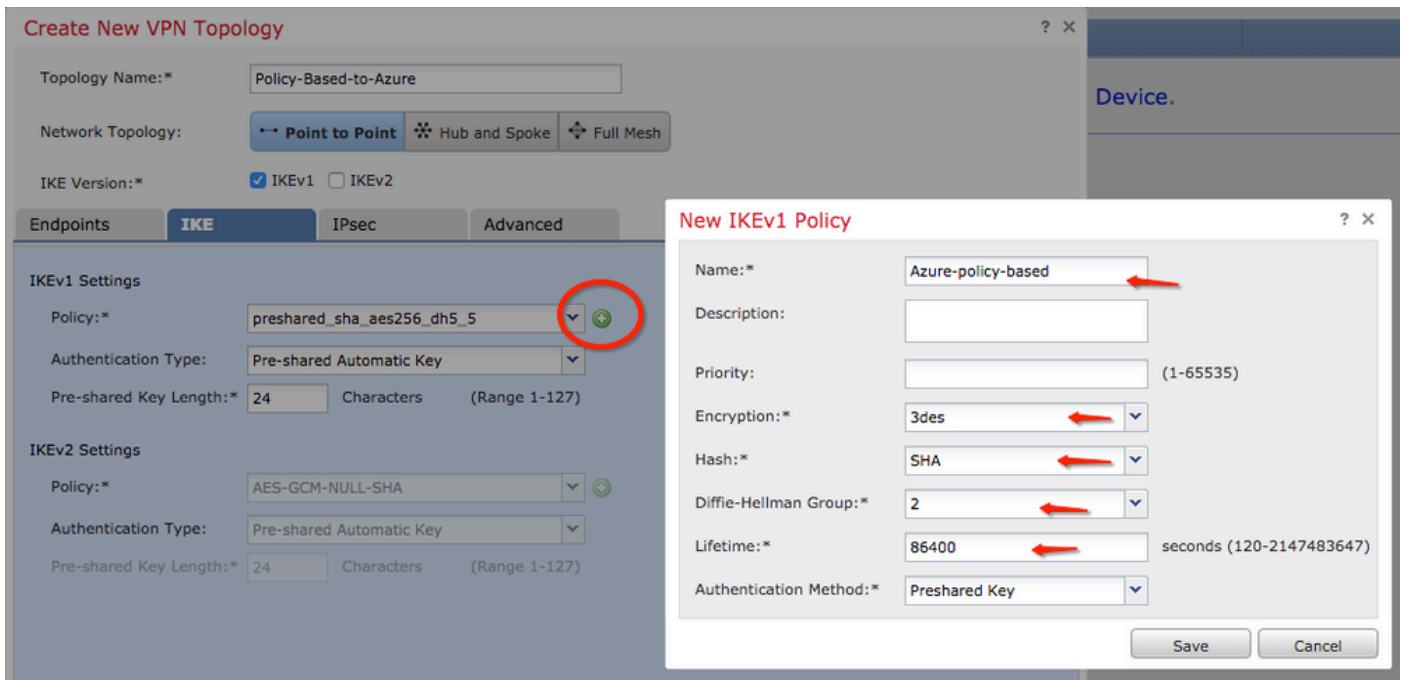 Create New VPN Topology
? ×
Topology Name:* Policy-Based-to-Azure
Device.
Network Topology: Point to Point Hub and Spoke Full Mesh
IKE Version:* IKEv1 IKEv2
Endpoints IKE IPsec Advanced
IKEv1 Settings
Policy:* preshared_sha_aes256_dh5_5
Authentication Type: Pre-shared Automatic Key
Pre-shared Key Length:* 24 Characters (Range 1-127)
IKEv2 Settings
Policy:* AES-GCM-NULL-SHA
Authentication Type: Pre-shared Automatic Key
Pre-shared Key Length:* 24 Characters (Range 1-127)
New IKEv1 Policy
? ×
Name:* Azure-policy-based
Description:
Priority: (1-65535)
Encryption:* 3des
Hash:* SHA
Diffie-Hellman Group:* 2
Lifetime:* 86400 seconds (120-2147483647)
Authentication Method:* Preshared Key
Save Cancel